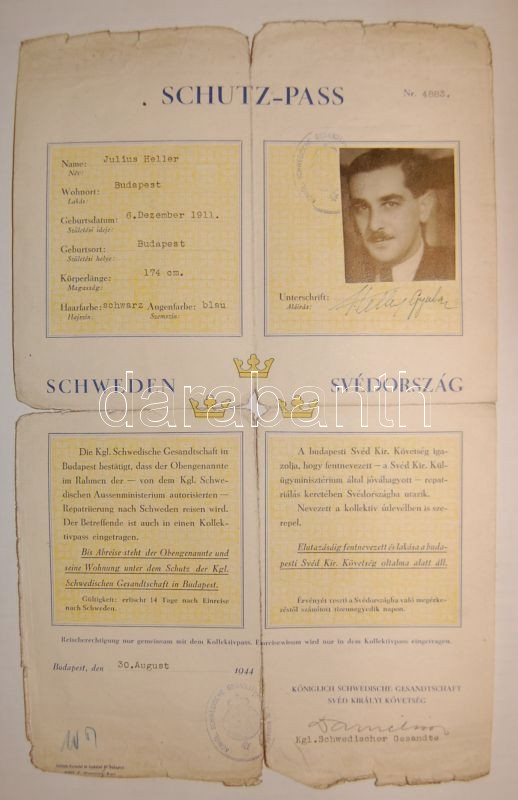 SCHUTZ-PASS
Nr. 4883.
Name: Julius Heller
Név:
Wohnort: Budapest
Lakás:
Geburtsdatum: 6.Dezember 1911.
Születési ideje:
Geburtsort: Budapest
Születési helye:
Körperlänge: 174 cm.
Magasság:
Haarfarbe: schwarz Augenfarbe: blau
Hajszín: Szemszín:
Unterschrift: Heller Gyula
Aláírás:
SCHWEDEN SVÉDORSZÁG
darabanth
Die Kgl. Schwedische Gesandtschaft in
Budapest bestätigt, dass der Obengenannte
im Rahmen der — von dem Kgl. Schwe-
dischen Aussenministerium autorisierten —
Repatriierung nach Schweden reisen wird.
Der Betreffende ist auch in einen Kollek-
tivpass eingetragen.
Bis Abreise steht der Obengenannte und
seine Wohnung unter dem Schutz der Kgl.
Schwedischen Gesandtschaft in Budapest.
Gültigkeit: erlischt 14 Tage nach Einreise
nach Schweden.
A budapesti Svéd Kir. Követség iga-
zolja, hogy fentnevezett — a Svéd Kir. Kül-
ügyminisztérium által jóváhagyott — repat-
riálás keretében Svédországba utazik.
Nevezett a kollektív útlevélben is sze-
repel.
Elutazásáig fentnevezett és lakása a buda-
pesti Svéd Kir. Követség oltalma alatt áll.
Érvényét veszti a Svédországba való megérke-
zéstől számított tizennegyedik napon.
Reiseberechtigung nur gemeinsam mit dem Kollektivpass. Einreisewisum wird nur in dem Kollektivpass eingetragen.
Budapest, den 30.August 1944
KÖNIGLICH SCHWEDISCHE GESANDTSCHAFT
SVÉD KIRÁLYI KÖVETSÉG
Kgl.Schwedischer Gesandte